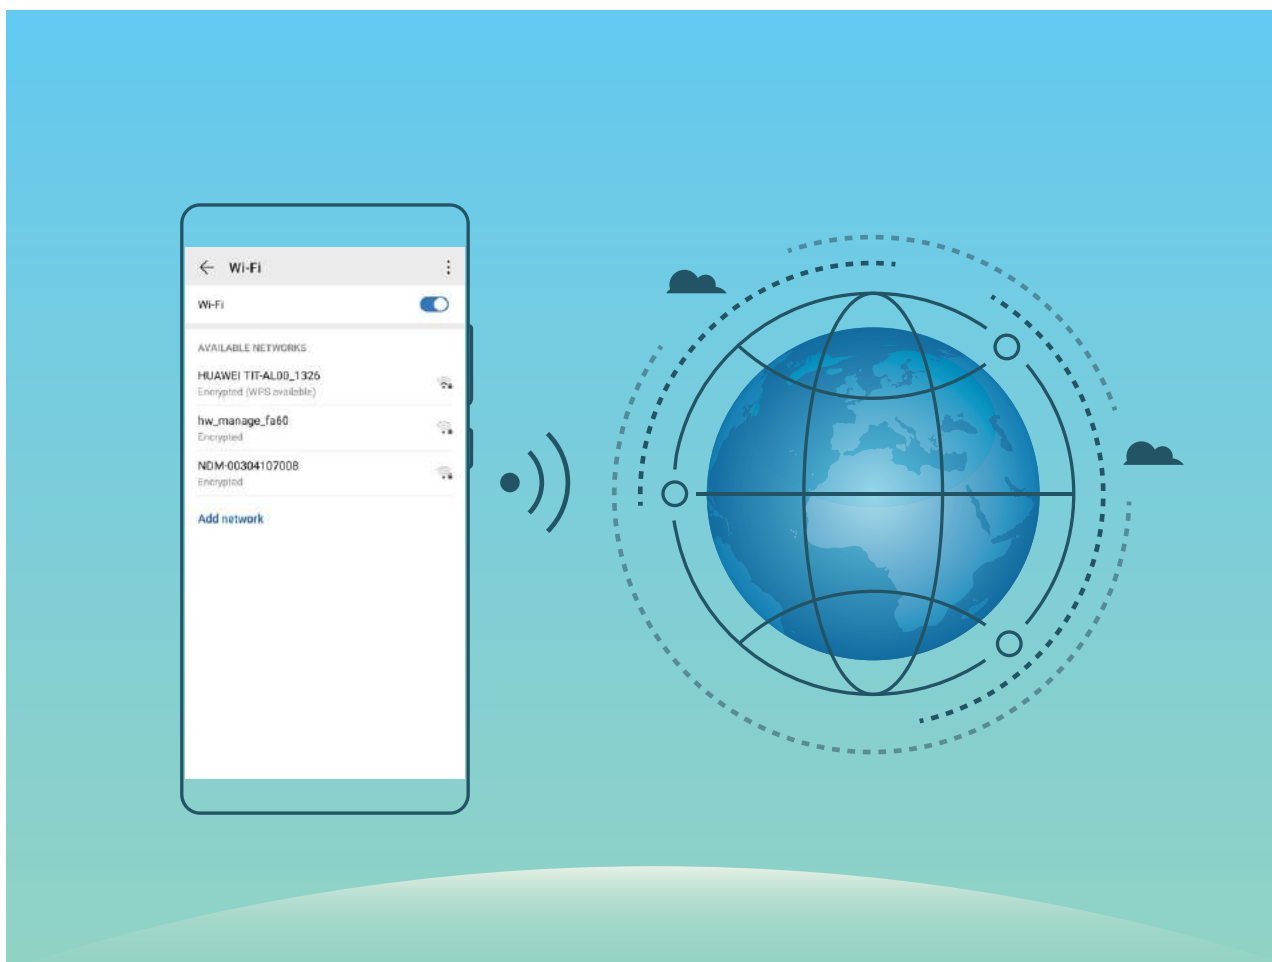 Wi-Fi
Wi-Fi
AVAILABLE NETWORKS
HUAWEI TIT-AL00_1326
Encrypted (WPS available)
hw_manage_fa60
Encrypted
NDM-00304107008
Encrypted
Add network